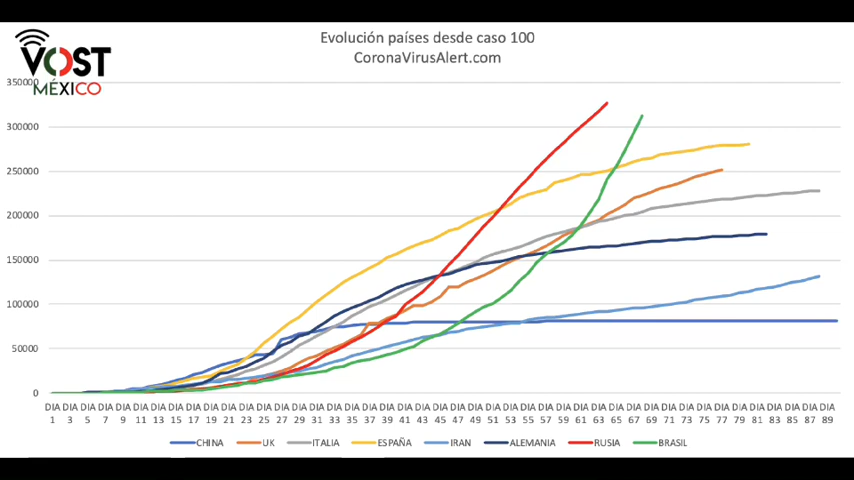 Evolución países desde caso 100
CoronaVirusAlert.com
VOST
MÉXICO
350000
300000
250000
200000
150000
100000
50000
0
DIA DIA DIA DIA DIA DIA DIA DIA DIA DIA DIA DIA DIA DIA DIA DIA DIA DIA DIA DIA DIA DIA DIA DIA DIA DIA DIA DIA DIA DIA DIA DIA DIA DIA DIA DIA DIA DIA DIA DIA DIA DIA DIA DIA DIA
1 3 5 7 9 11 13 15 17 19 21 23 25 27 29 31 33 35 37 39 41 43 45 47 49 51 53 55 57 59 61 63 65 67 69 71 73 75 77 79 81 83 85 87 89
CHINA UK ITALIA ESPAÑA IRAN ALEMANIA RUSIA BRASIL